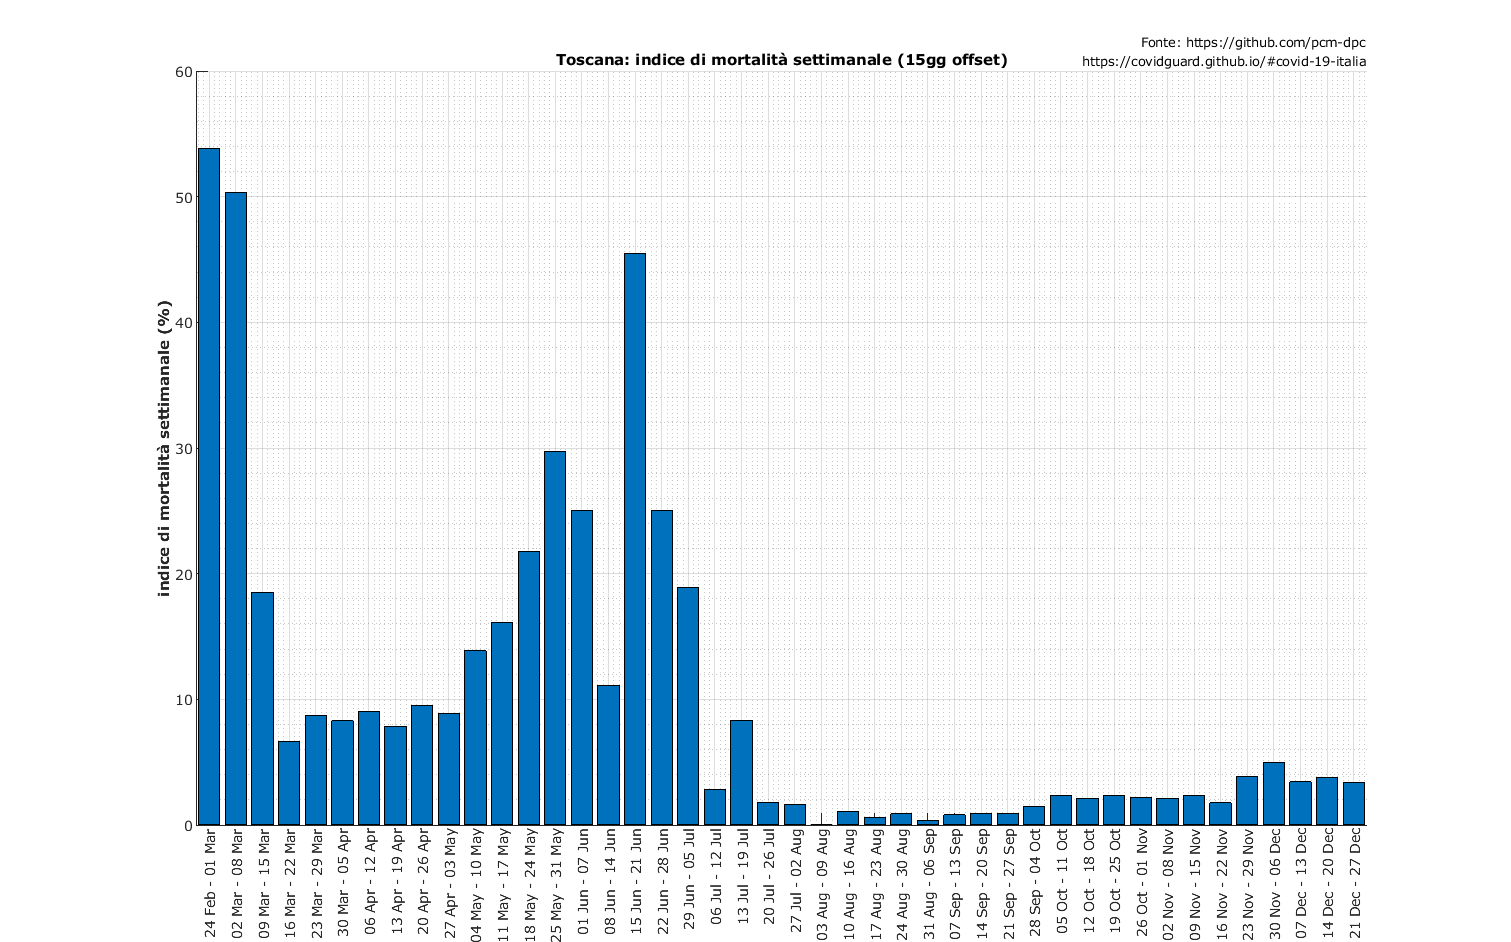 Fonte: https://github.com/pcm-dpc
https://covidguard.github.io/#covid-19-italia
Toscana: indice di mortalità settimanale (15gg offset)
indice di mortalità settimanale (%)
60
50
40
30
20
10
0
24 Feb - 01 Mar
02 Mar - 08 Mar
09 Mar - 15 Mar
16 Mar - 22 Mar
23 Mar - 29 Mar
30 Mar - 05 Apr
06 Apr - 12 Apr
13 Apr - 19 Apr
20 Apr - 26 Apr
27 Apr - 03 May
04 May - 10 May
11 May - 17 May
18 May - 24 May
25 May - 31 May
01 Jun - 07 Jun
08 Jun - 14 Jun
15 Jun - 21 Jun
22 Jun - 28 Jun
29 Jun - 05 Jul
06 Jul - 12 Jul
13 Jul - 19 Jul
20 Jul - 26 Jul
27 Jul - 02 Aug
03 Aug - 09 Aug
10 Aug - 16 Aug
17 Aug - 23 Aug
24 Aug - 30 Aug
31 Aug - 06 Sep
07 Sep - 13 Sep
14 Sep - 20 Sep
21 Sep - 27 Sep
28 Sep - 04 Oct
05 Oct - 11 Oct
12 Oct - 18 Oct
19 Oct - 25 Oct
26 Oct - 01 Nov
02 Nov - 08 Nov
09 Nov - 15 Nov
16 Nov - 22 Nov
23 Nov - 29 Nov
30 Nov - 06 Dec
07 Dec - 13 Dec
14 Dec - 20 Dec
21 Dec - 27 Dec